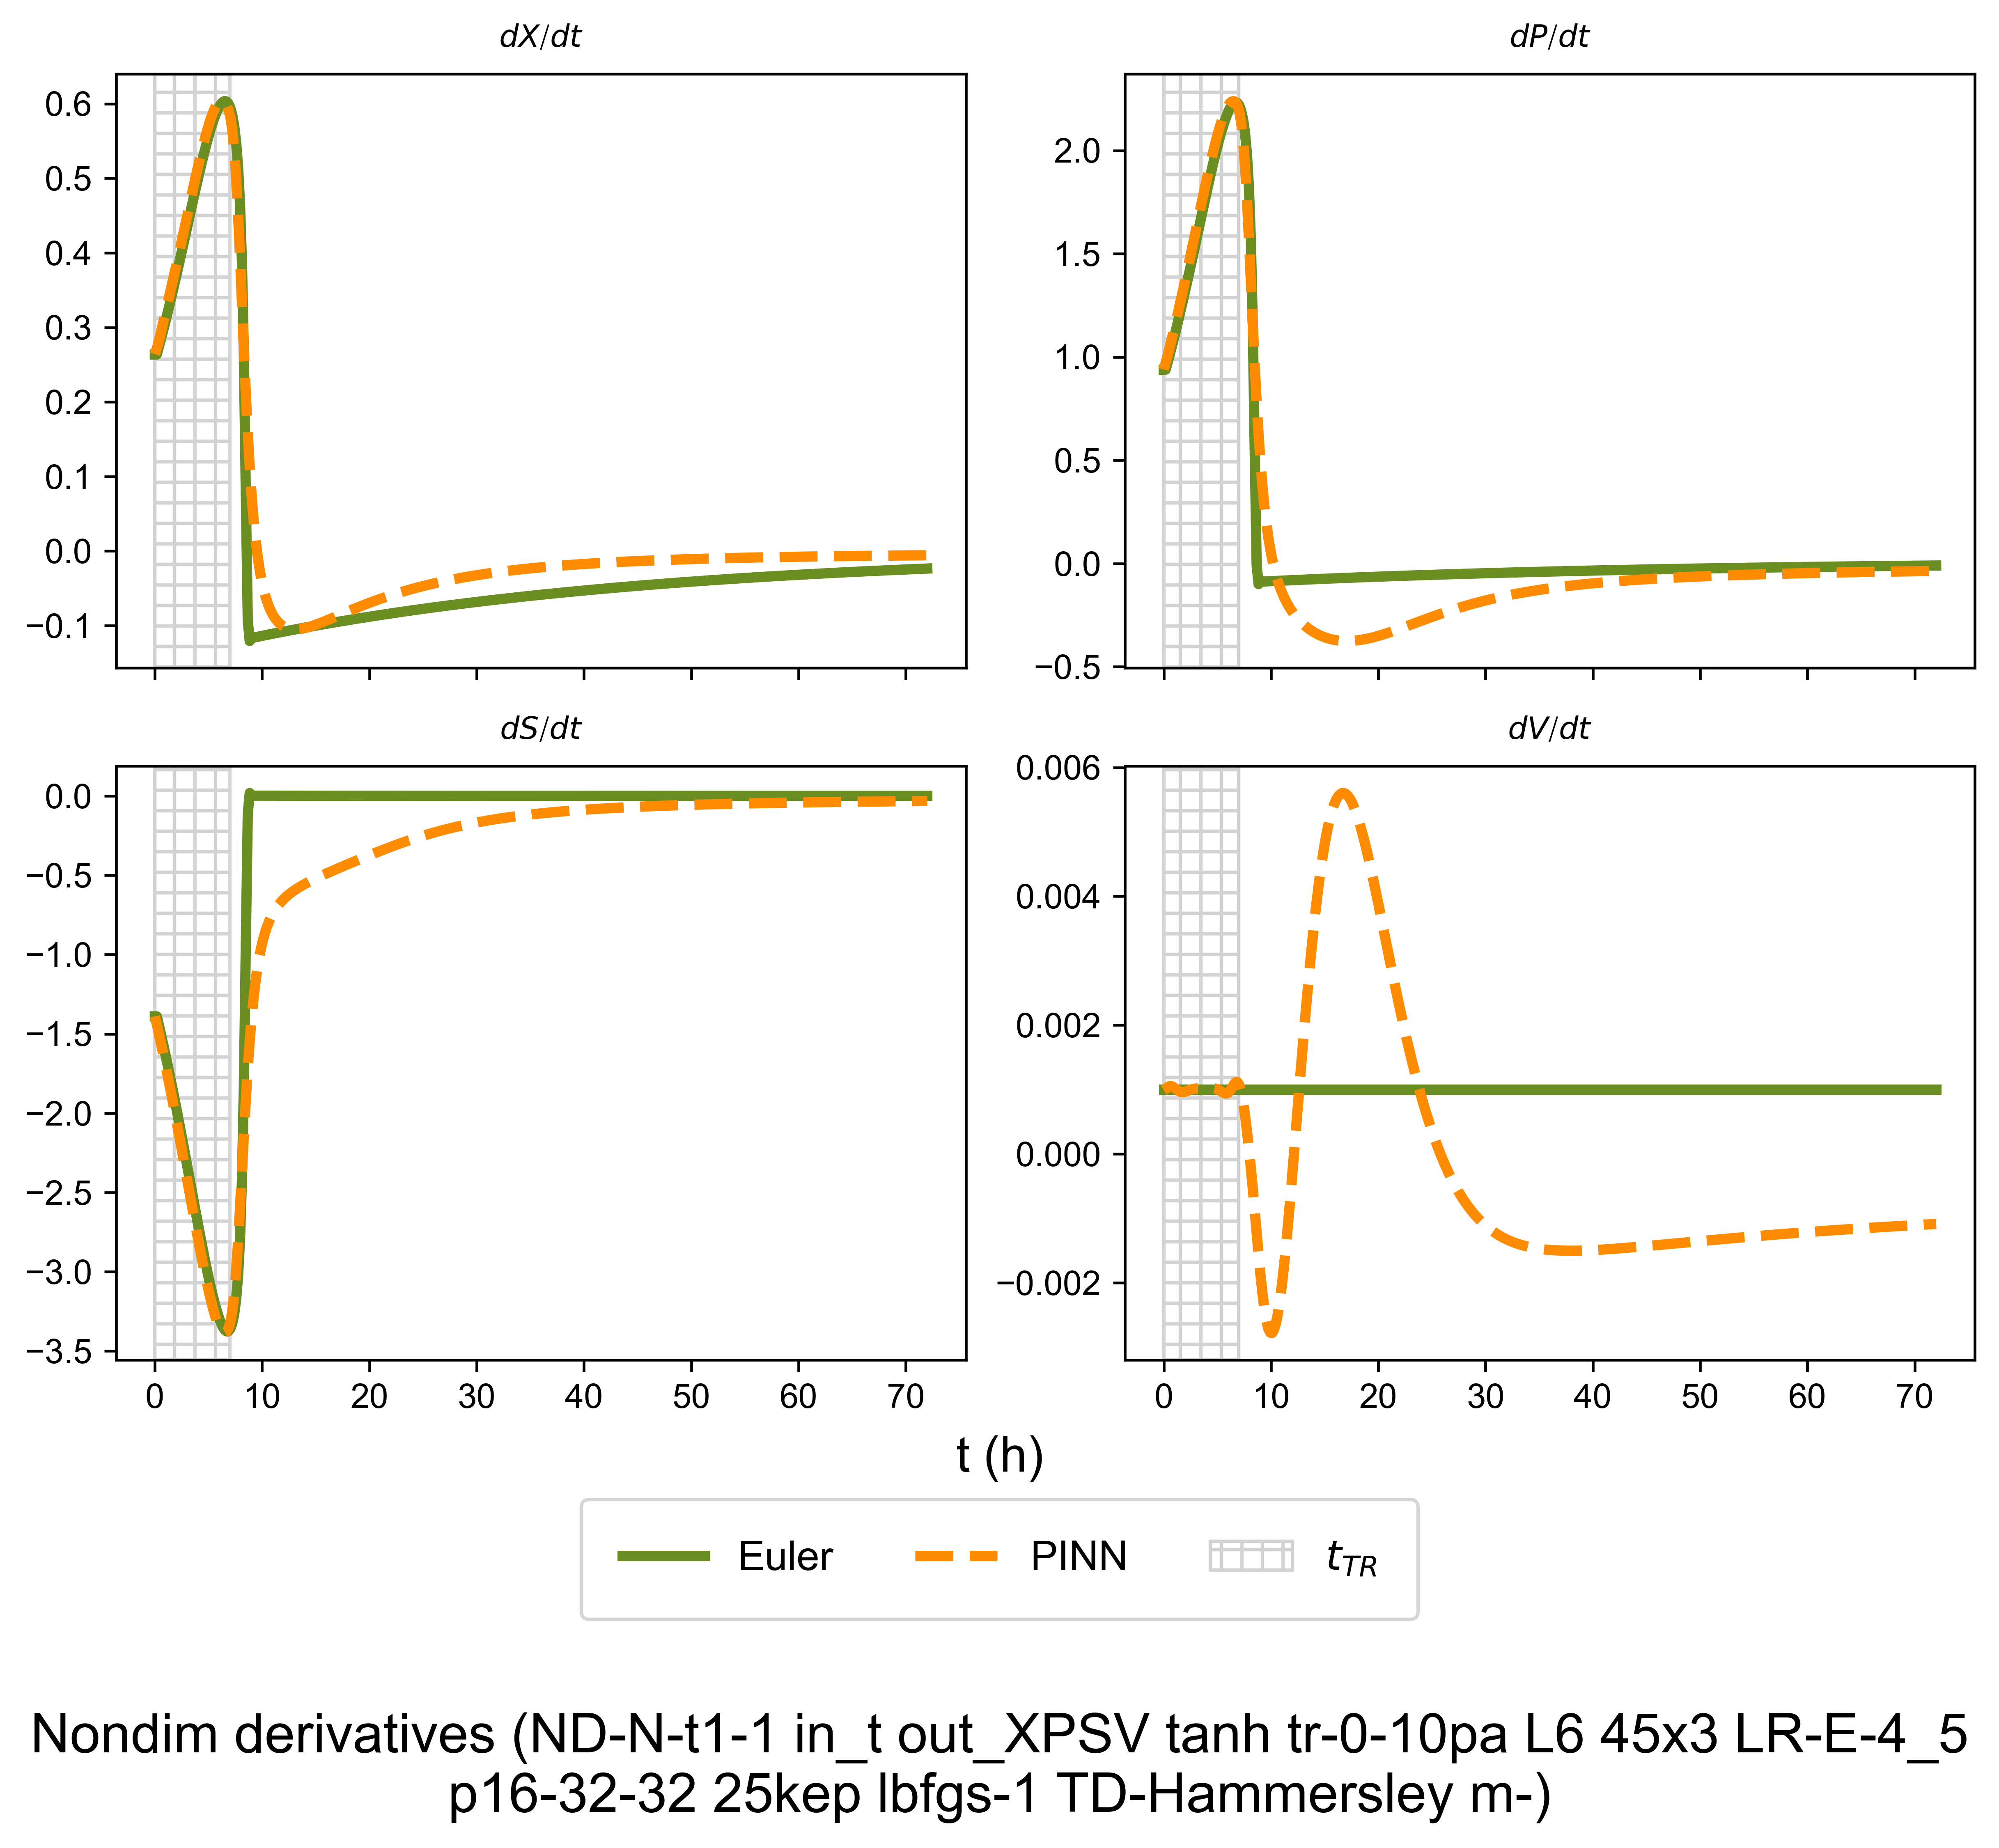 dX/dt
dP/dt
0.6
0.5
0.4
0.3
0.2
0.1
0.0
−0.1
2.0
1.5
1.0
0.5
0.0
−0.5
dS/dt
dV/dt
0.0
−0.5
−1.0
−1.5
−2.0
−2.5
−3.0
−3.5
0.006
0.004
0.002
0.000
−0.002
0 10 20 30 40 50 60 70
0 10 20 30 40 50 60 70
t (h)
Euler PINN t_TR
Nondim derivatives (ND-N-t1-1 in_t out_XPSV tanh tr-0-10pa L6 45x3 LR-E-4_5
p16-32-32 25kep lbfgs-1 TD-Hammersley m-)